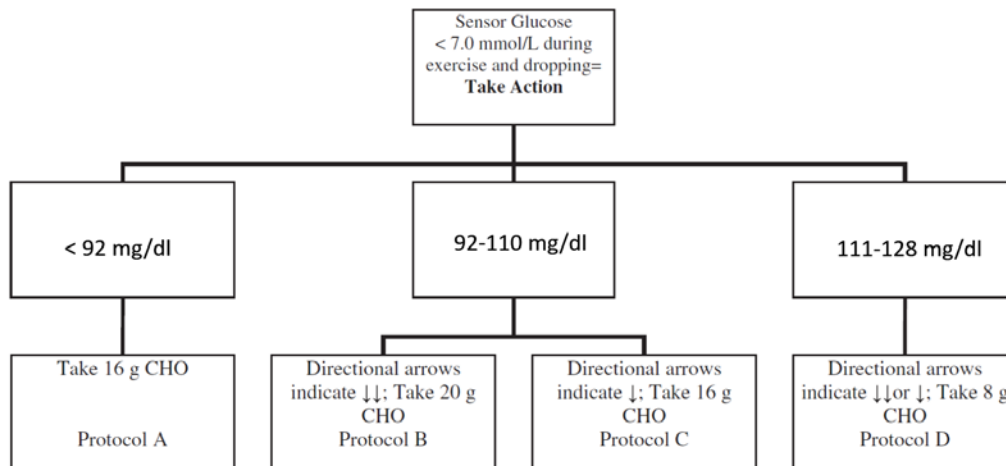 Sensor Glucose
< 7.0 mmol/L during
exercise and dropping=
Take Action
< 92 mg/dl
92-110 mg/dl
111-128 mg/dl
Take 16 g CHO
Protocol A
Directional arrows
indicate ↓↓; Take 20 g
CHO
Protocol B
Directional arrows
indicate ↓; Take 16 g
CHO
Protocol C
Directional arrows
indicate ↓↓or ↓; Take 8 g
CHO
Protocol D